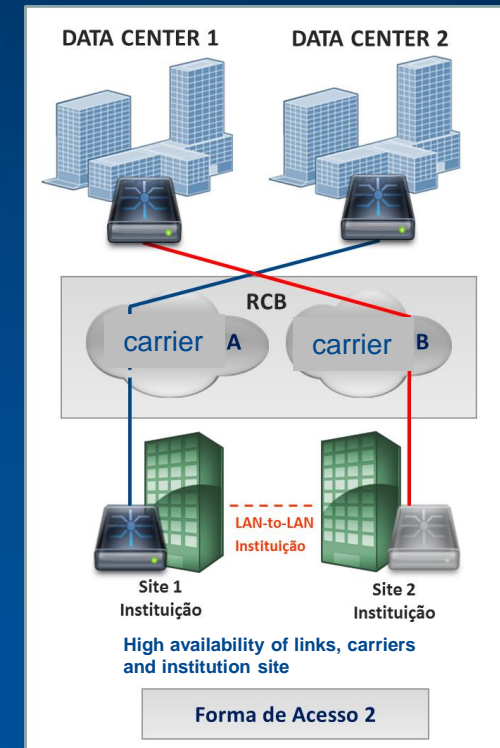 DATA CENTER 1
DATA CENTER 2
RCB
carrier A
carrier B
LAN-to-LAN
Instituição
Site 1
Instituição
Site 2
Instituição
High availability of links, carriers
and institution site
Forma de Acesso 2